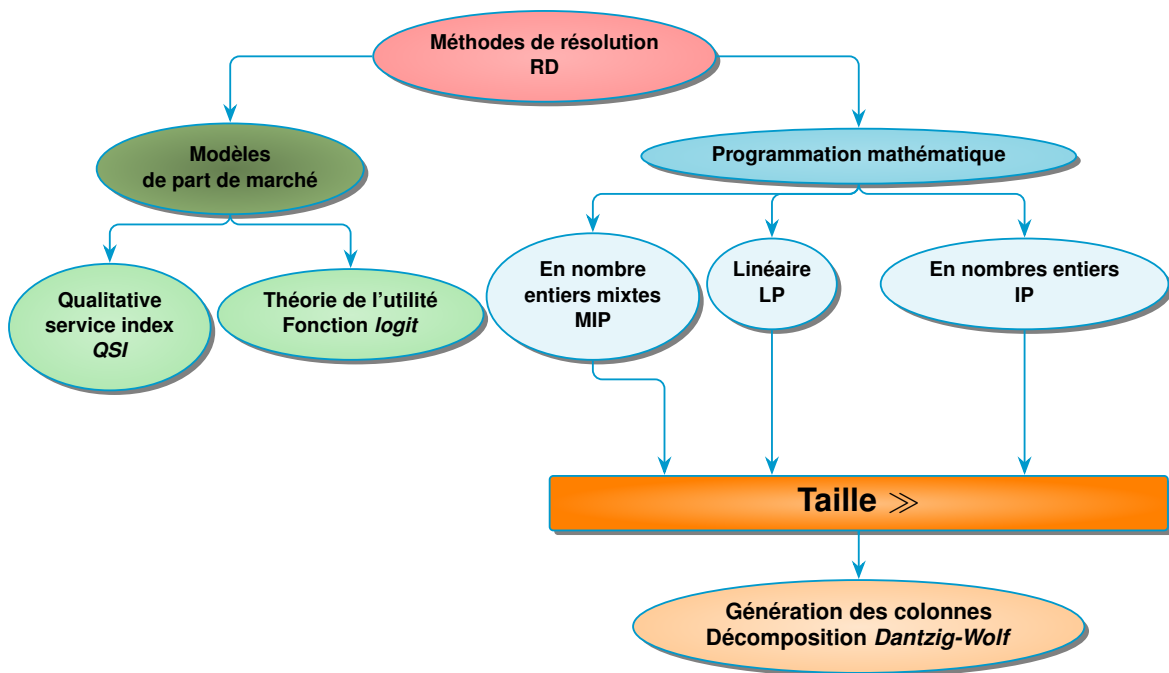 Méthodes de résolution
RD
Modèles
de part de marché
Programmation mathématique
Qualitative
service index
QSI
Théorie de l'utilité
Fonction logit
En nombre
entiers mixtes
MIP
Linéaire
LP
En nombres entiers
IP
Taille ≫
Génération des colonnes
Décomposition Dantzig-Wolf